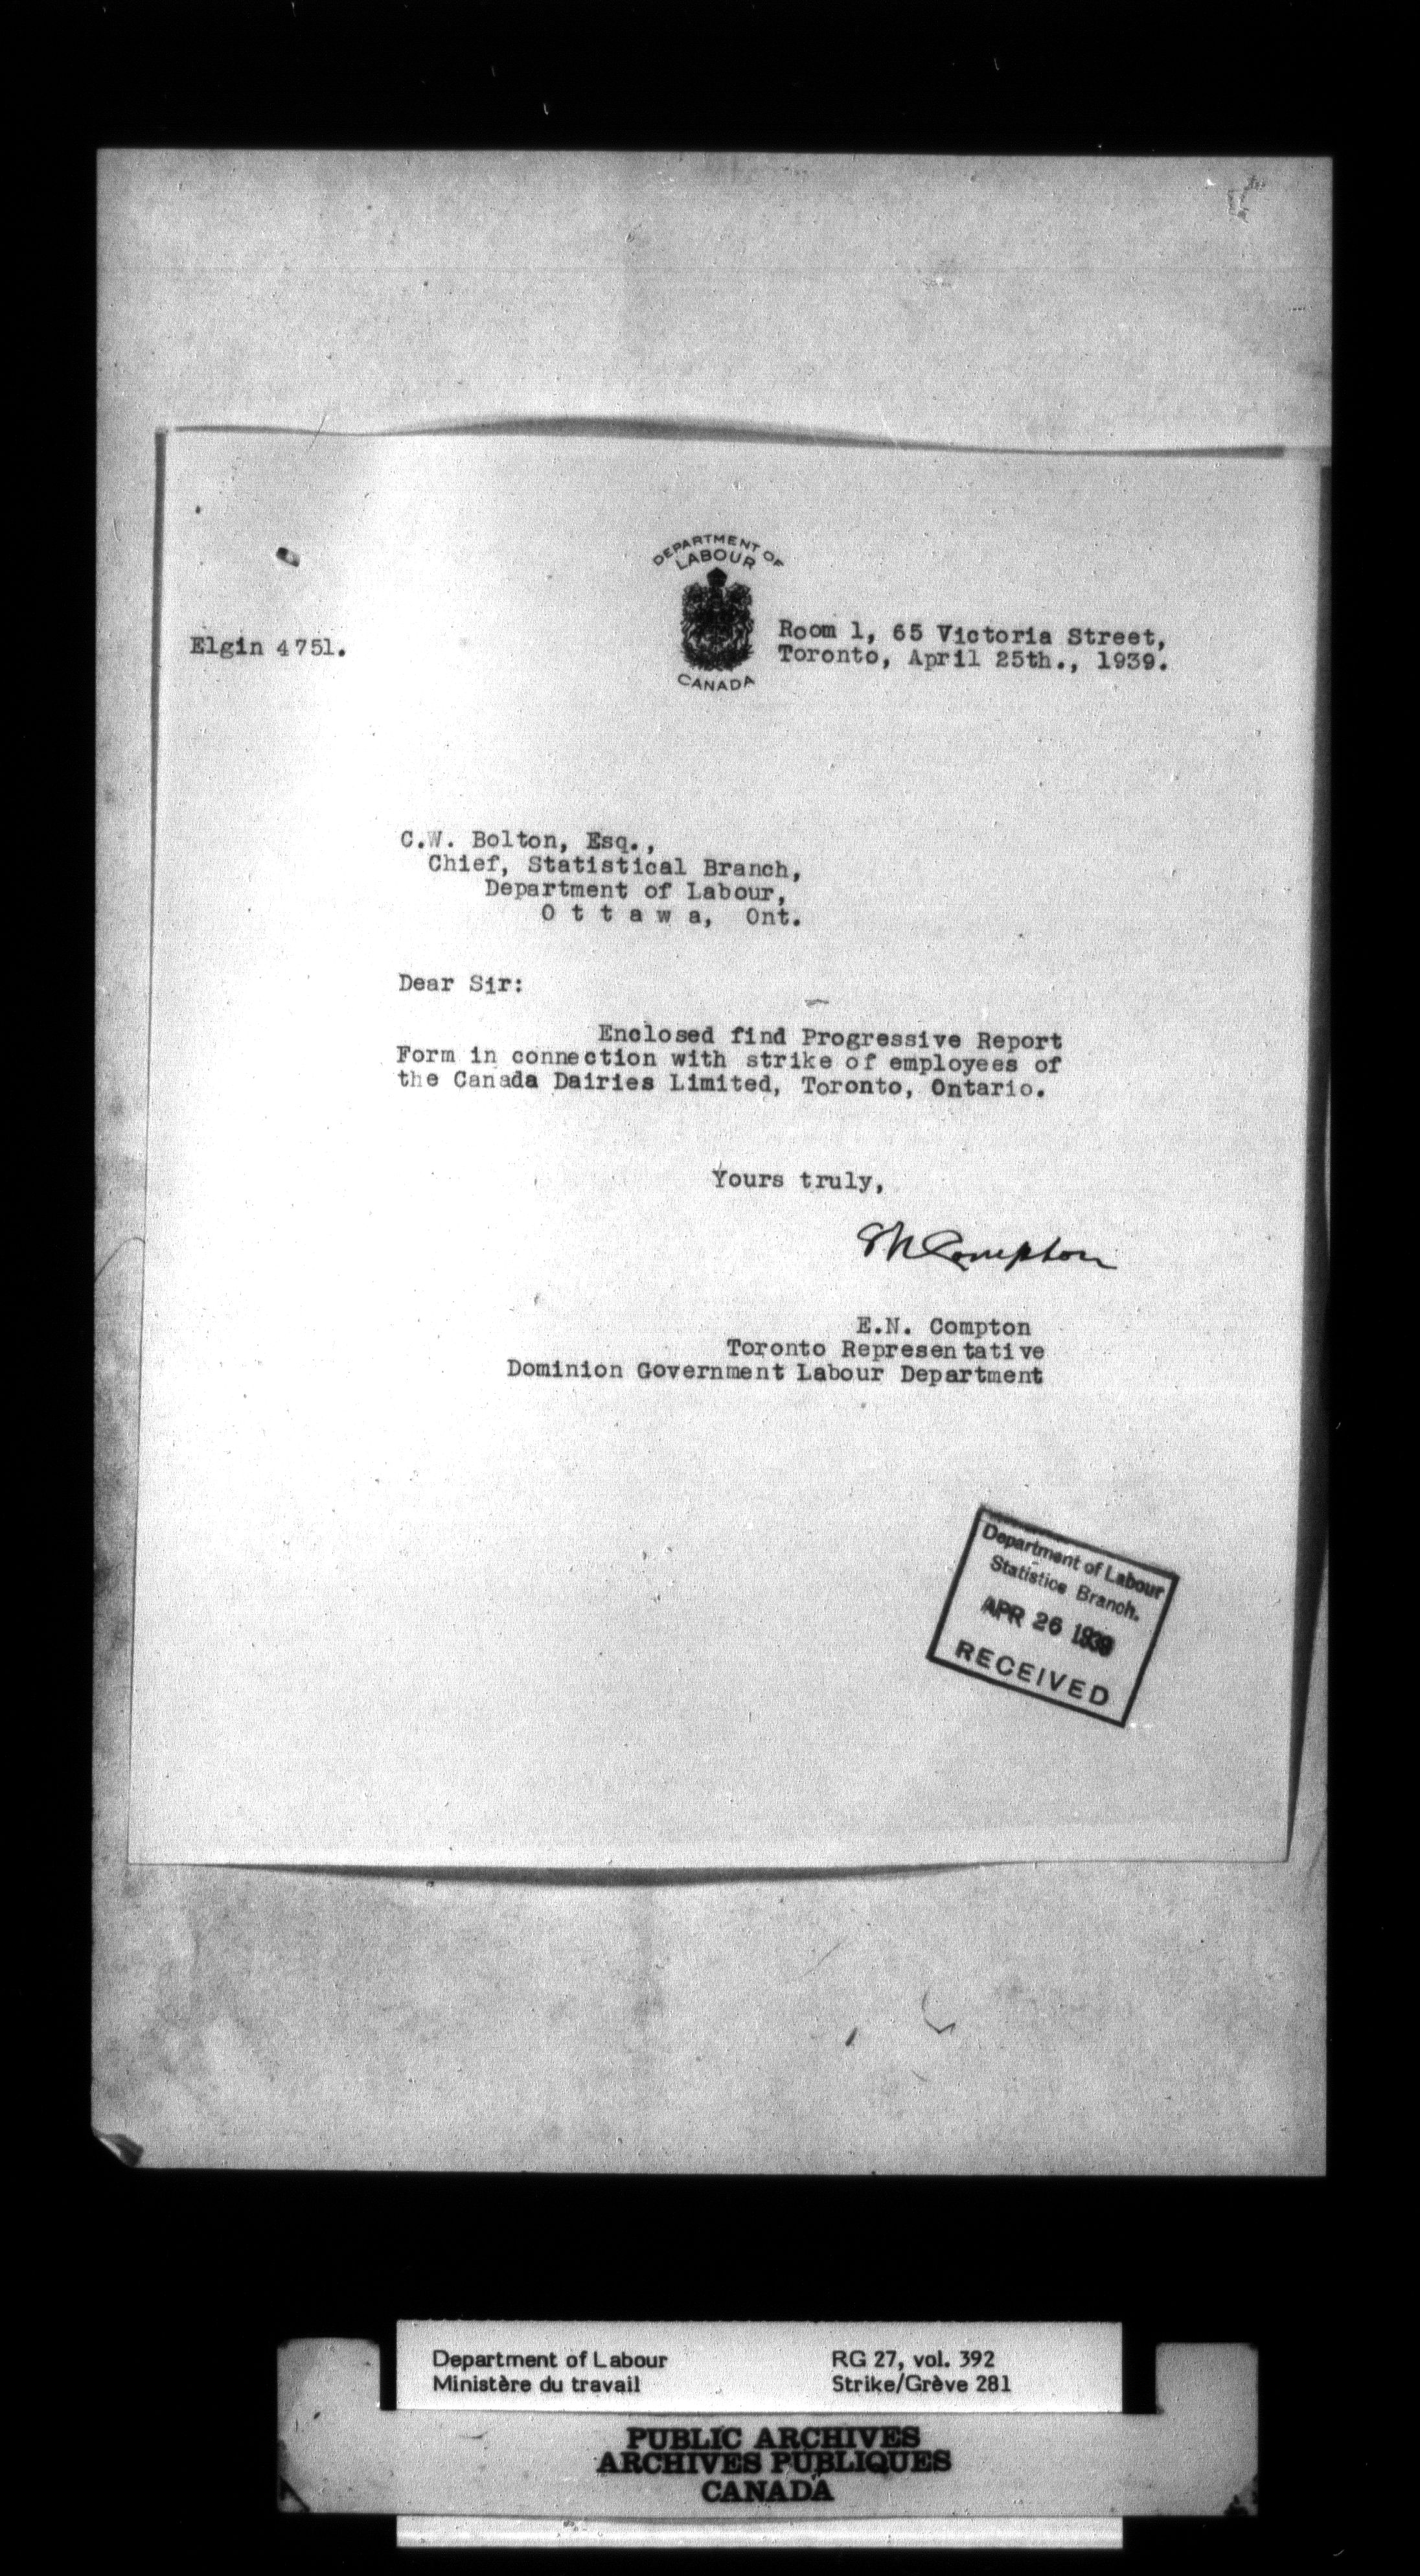 DEPARTMENT OF
LABOUR
CANADA
Elgin 4751.
Room 1, 65 Victoria Street,
Toronto, April 25th., 1939.
C.W. Bolton, Esq.,
Chief, Statistical Branch,
Department of Labour,
O t t a w a, Ont.
Dear Sir:
Enclosed find Progressive Report
Form in connection with strike of employees of
the Canada Dairies Limited, Toronto, Ontario.
Yours truly,
EN Compton
E.N. Compton
Toronto Representative
Dominion Government Labour Department
Department of Labour
Statistics Branch.
APR 26 1939
RECEIVED
Department of Labour
Ministère du travail
RG 27, vol. 392
Strike/Grève 281
PUBLIC ARCHIVES
ARCHIVES PUBLIQUES
CANADA